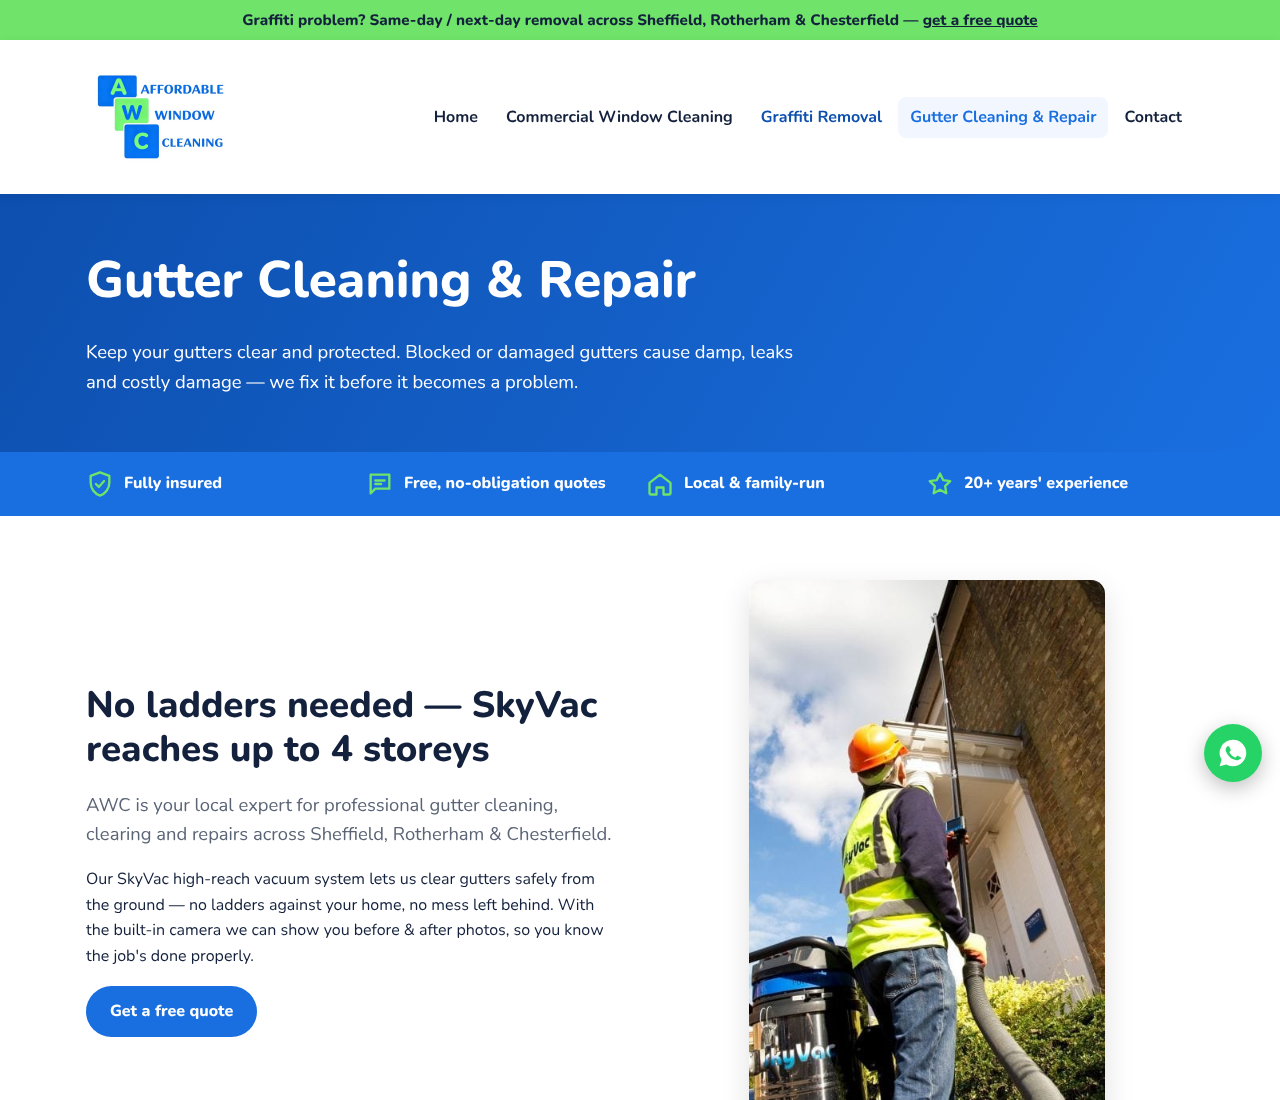 Graffiti problem? Same-day / next-day removal across Sheffield, Rotherham & Chesterfield — get a free quote
A AFFORDABLE
W WINDOW
C CLEANING
Home Commercial Window Cleaning Graffiti Removal Gutter Cleaning & Repair Contact
Gutter Cleaning & Repair
Keep your gutters clear and protected. Blocked or damaged gutters cause damp, leaks
and costly damage — we fix it before it becomes a problem.
Fully insured Free, no-obligation quotes Local & family-run 20+ years' experience
No ladders needed — SkyVac
reaches up to 4 storeys
AWC is your local expert for professional gutter cleaning,
clearing and repairs across Sheffield, Rotherham & Chesterfield.
Our SkyVac high-reach vacuum system lets us clear gutters safely from
the ground — no ladders against your home, no mess left behind. With
the built-in camera we can show you before & after photos, so you know
the job's done properly.
Get a free quote
SkyVac
SkyVac